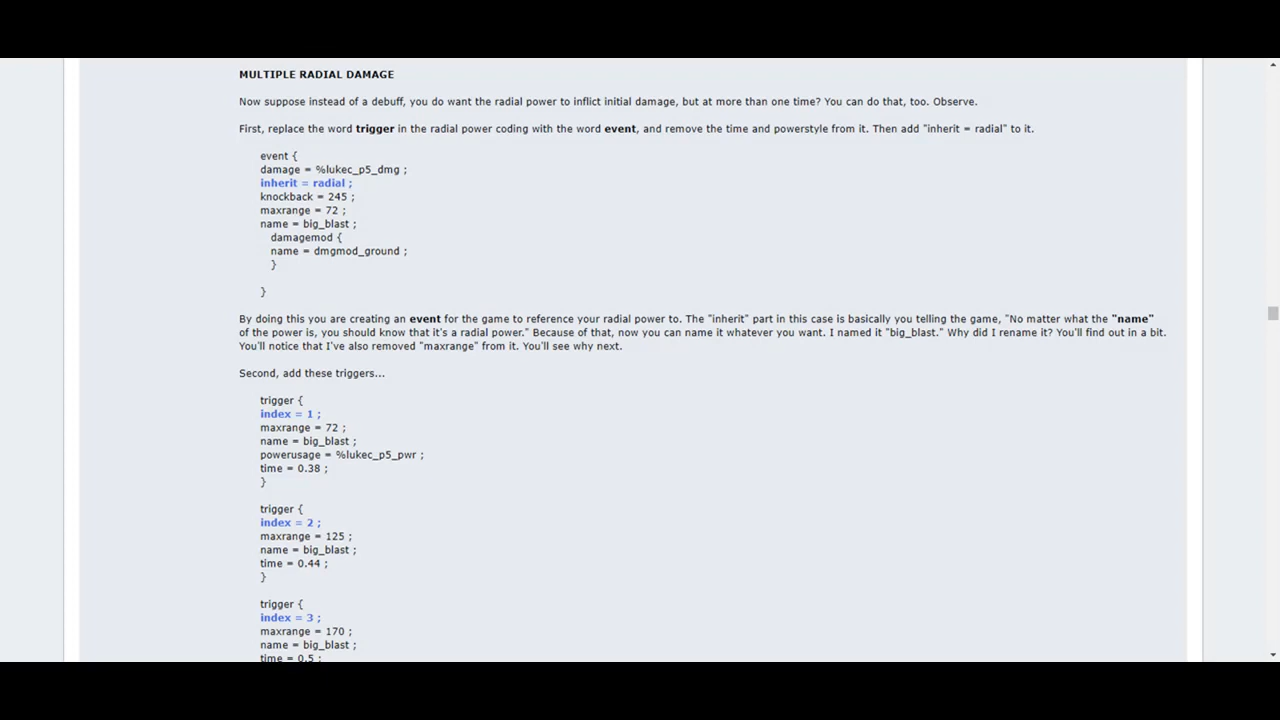 MULTIPLE RADIAL DAMAGE
Now suppose instead of a debuff, you do want the radial power to inflict initial damage, but at more than one time? You can do that, too. Observe.
First, replace the word trigger in the radial power coding with the word event, and remove the time and powerstyle from it. Then add "inherit = radial" to it.
event {
damage = %lukec_p5_dmg ;
inherit = radial ;
knockback = 245 ;
maxrange = 72 ;
name = big_blast ;
damagemod {
name = dmgmod_ground ;
}
}
By doing this you are creating an event for the game to reference your radial power to. The "inherit" part in this case is basically you telling the game, "No matter what the "name"
of the power is, you should know that it's a radial power." Because of that, now you can name it whatever you want. I named it "big_blast." Why did I rename it? You'll find out in a bit.
You'll notice that I've also removed "maxrange" from it. You'll see why next.
Second, add these triggers...
trigger {
index = 1 ;
maxrange = 72 ;
name = big_blast ;
powerusage = %lukec_p5_pwr ;
time = 0.38 ;
}
trigger {
index = 2 ;
maxrange = 125 ;
name = big_blast ;
time = 0.44 ;
}
trigger {
index = 3 ;
maxrange = 170 ;
name = big_blast ;
time = 0.5 ;